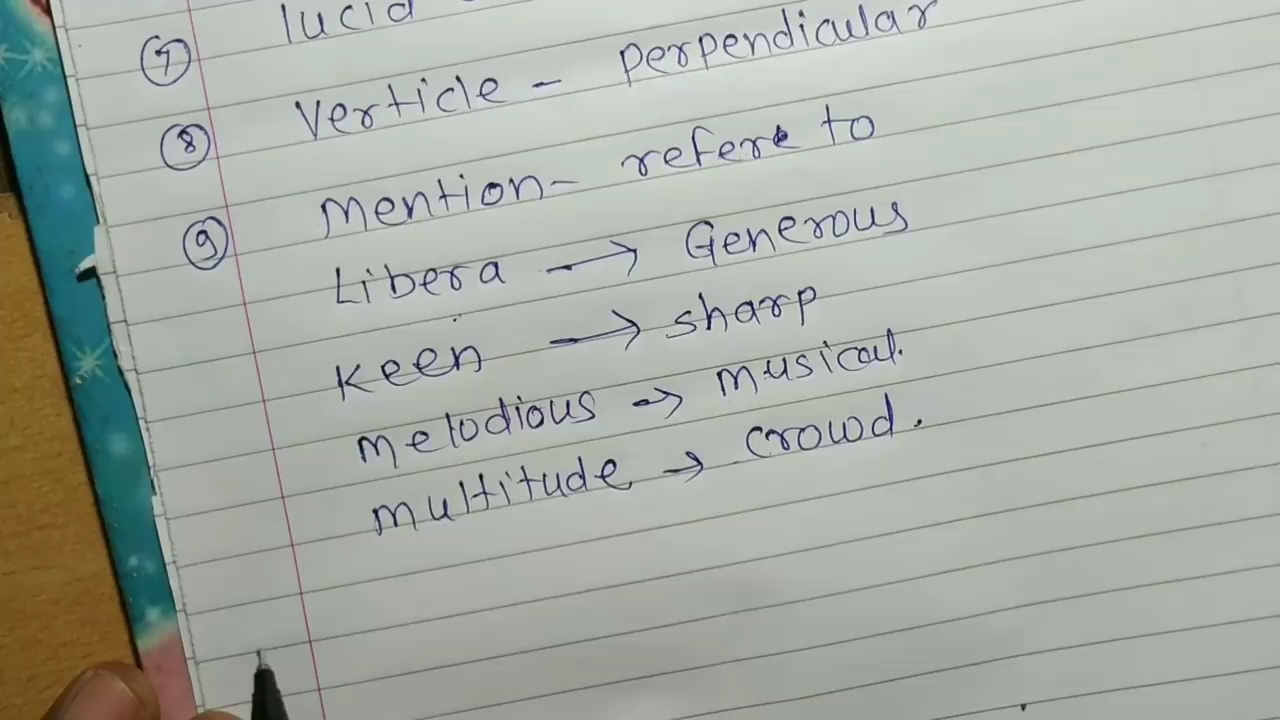 ⑦ lucid
⑧ Verticle - perpendicular
⑨ Mention- refere to
Libera → Generous
Keen → sharp
melodious → musical.
multitude → crowd.